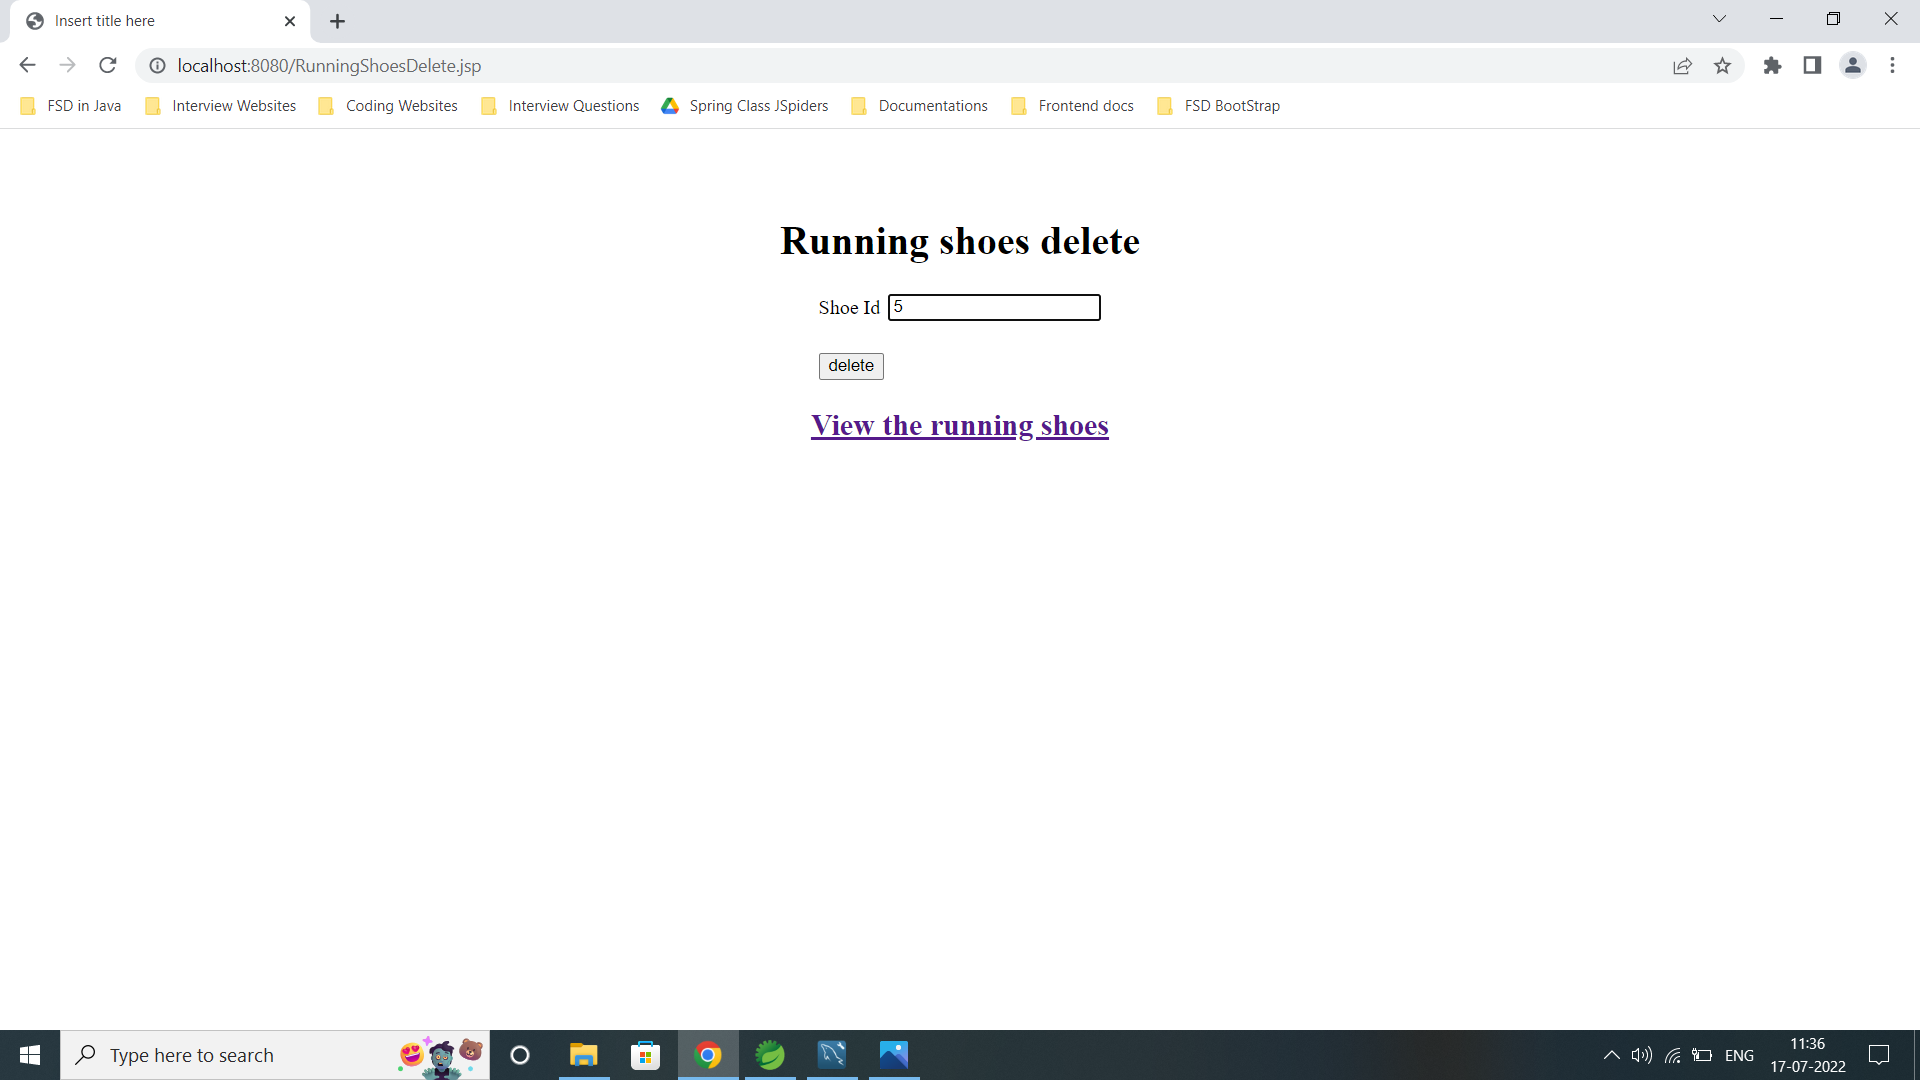 Insert title here
localhost:8080/RunningShoesDelete.jsp
FSD in Java Interview Websites Coding Websites Interview Questions Spring Class JSpiders Documentations Frontend docs FSD BootStrap
Running shoes delete
Shoe Id 5
delete
View the running shoes
Type here to search
ENG
11:36
17-07-2022